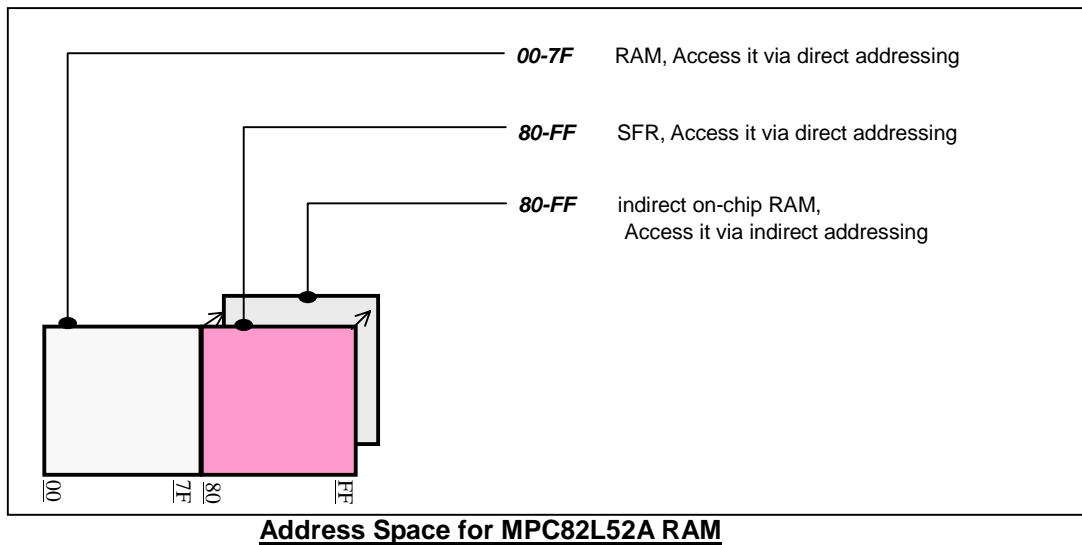 00-7F RAM, Access it via direct addressing
80-FF SFR, Access it via direct addressing
80-FF indirect on-chip RAM,
Access it via indirect addressing
00 7F 80 FF
Address Space for MPC82L52A RAM